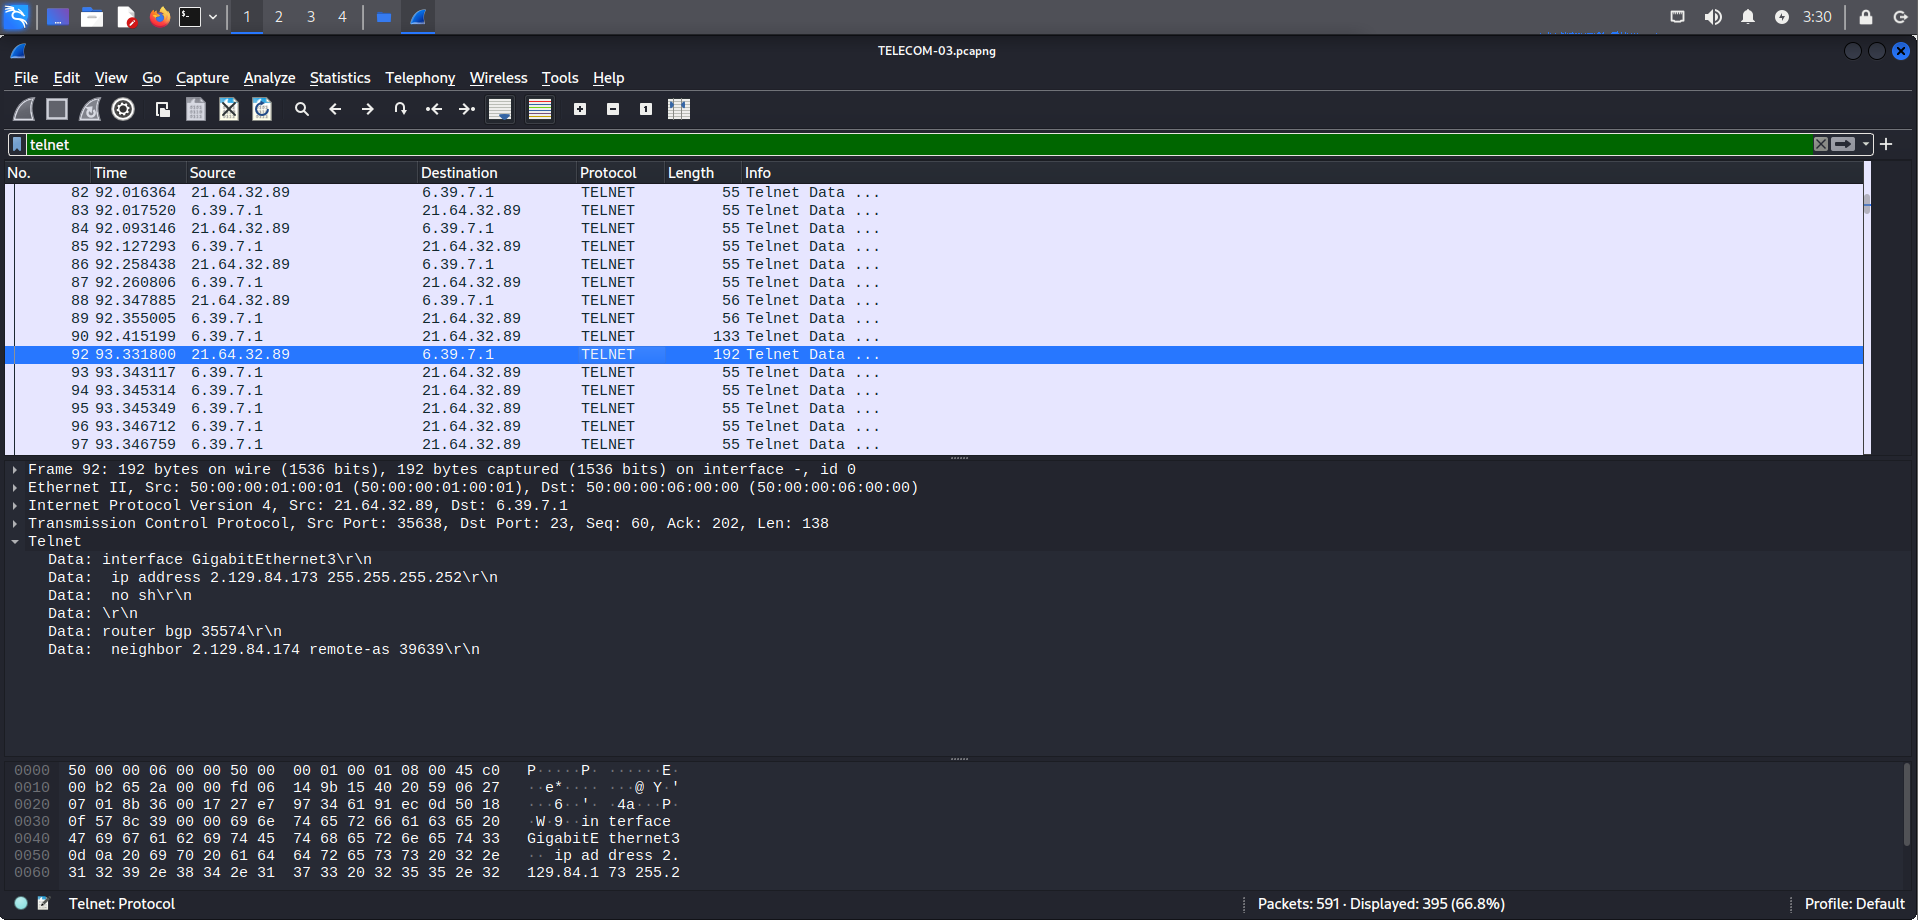 1 2 3 4 3:30
TELECOM-03.pcapng
File Edit View Go Capture Analyze Statistics Telephony Wireless Tools Help
telnet
No. Time Source Destination Protocol Length Info
82 92.016364 21.64.32.89 6.39.7.1 TELNET 55 Telnet Data ...
83 92.017520 6.39.7.1 21.64.32.89 TELNET 55 Telnet Data ...
84 92.093146 21.64.32.89 6.39.7.1 TELNET 55 Telnet Data ...
85 92.127293 6.39.7.1 21.64.32.89 TELNET 55 Telnet Data ...
86 92.258438 21.64.32.89 6.39.7.1 TELNET 55 Telnet Data ...
87 92.260806 6.39.7.1 21.64.32.89 TELNET 55 Telnet Data ...
88 92.347885 21.64.32.89 6.39.7.1 TELNET 56 Telnet Data ...
89 92.355005 6.39.7.1 21.64.32.89 TELNET 56 Telnet Data ...
90 92.415199 6.39.7.1 21.64.32.89 TELNET 133 Telnet Data ...
92 93.331800 21.64.32.89 6.39.7.1 TELNET 192 Telnet Data ...
93 93.343117 6.39.7.1 21.64.32.89 TELNET 55 Telnet Data ...
94 93.345314 6.39.7.1 21.64.32.89 TELNET 55 Telnet Data ...
95 93.345349 6.39.7.1 21.64.32.89 TELNET 55 Telnet Data ...
96 93.346712 6.39.7.1 21.64.32.89 TELNET 55 Telnet Data ...
97 93.346759 6.39.7.1 21.64.32.89 TELNET 55 Telnet Data ...
Frame 92: 192 bytes on wire (1536 bits), 192 bytes captured (1536 bits) on interface -, id 0
Ethernet II, Src: 50:00:00:01:00:01 (50:00:00:01:00:01), Dst: 50:00:00:06:00:00 (50:00:00:06:00:00)
Internet Protocol Version 4, Src: 21.64.32.89, Dst: 6.39.7.1
Transmission Control Protocol, Src Port: 35638, Dst Port: 23, Seq: 60, Ack: 202, Len: 138
Telnet
Data: interface GigabitEthernet3\r\n
Data:  ip address 2.129.84.173 255.255.255.252\r\n
Data:  no sh\r\n
Data: \r\n
Data: router bgp 35574\r\n
Data:  neighbor 2.129.84.174 remote-as 39639\r\n
0000 50 00 00 06 00 00 50 00 00 01 00 01 08 00 45 c0 P·····P· ······E·
0010 00 b2 65 2a 00 00 fd 06 14 9b 15 40 20 59 06 27 ··e*···· ···@ Y·'
0020 07 01 8b 36 00 17 27 e7 97 34 61 91 ec 0d 50 18 ···6··'· ·4a···P·
0030 0f 57 8c 39 00 00 69 6e 74 65 72 66 61 63 65 20 ·W·9··in terface
0040 47 69 67 61 62 69 74 45 74 68 65 72 6e 65 74 33 GigabitE thernet3
0050 0d 0a 20 69 70 20 61 64 64 72 65 73 73 20 32 2e ·· ip ad dress 2.
0060 31 32 39 2e 38 34 2e 31 37 33 20 32 35 35 2e 32 129.84.1 73 255.2
Telnet: Protocol Packets: 591 · Displayed: 395 (66.8%) Profile: Default